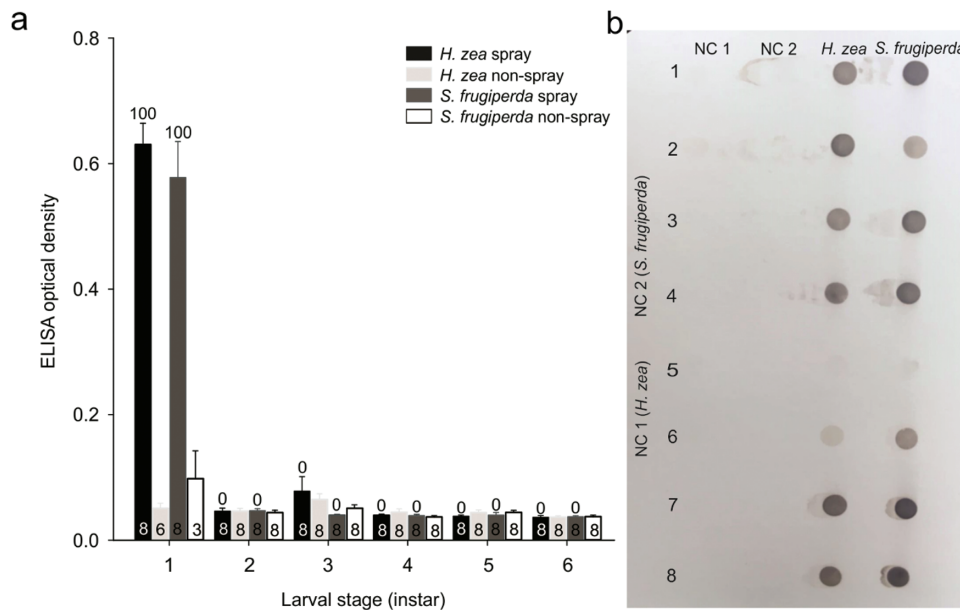 a
0.8
0.6
0.4
0.2
0.0
ELISA optical density
H. zea spray
H. zea non-spray
S. frugiperda spray
S. frugiperda non-spray
100
100
0 0
0 0
0 0
0 0
0 0
8 6 8 3
8 8 8 8
8 8 8 8
8 8 8 8
8 8 8 8
8 8 8 8
1 2 3 4 5 6
Larval stage (instar)
b
NC 1 NC 2 H. zea S. frugiperda
1
2
3
4
5
6
7
8
NC 2 (S. frugiperda)
NC 1 (H. zea)